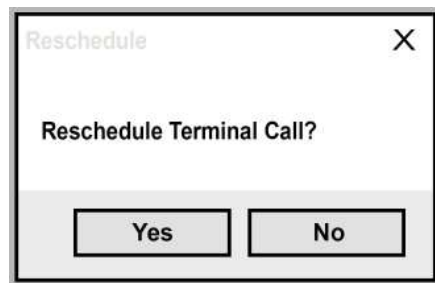 Reschedule
X
Reschedule Terminal Call?
Yes
No